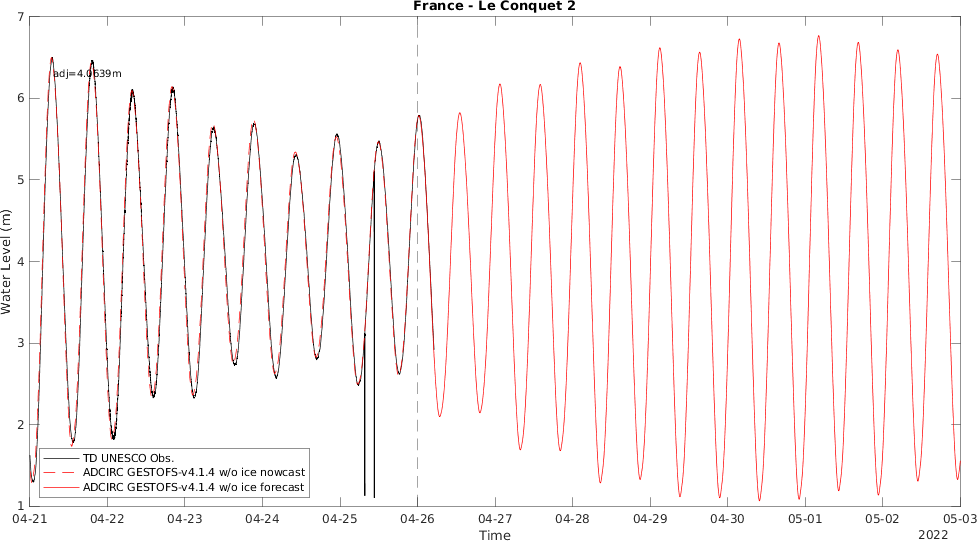 France - Le Conquet 2
7
adj=4.0639m
6
5
4
3
2
1
Water Level (m)
TD UNESCO Obs.
ADCIRC GESTOFS-v4.1.4 w/o ice nowcast
ADCIRC GESTOFS-v4.1.4 w/o ice forecast
04-21 04-22 04-23 04-24 04-25 04-26 04-27 04-28 04-29 04-30 05-01 05-02 05-03
Time
2022